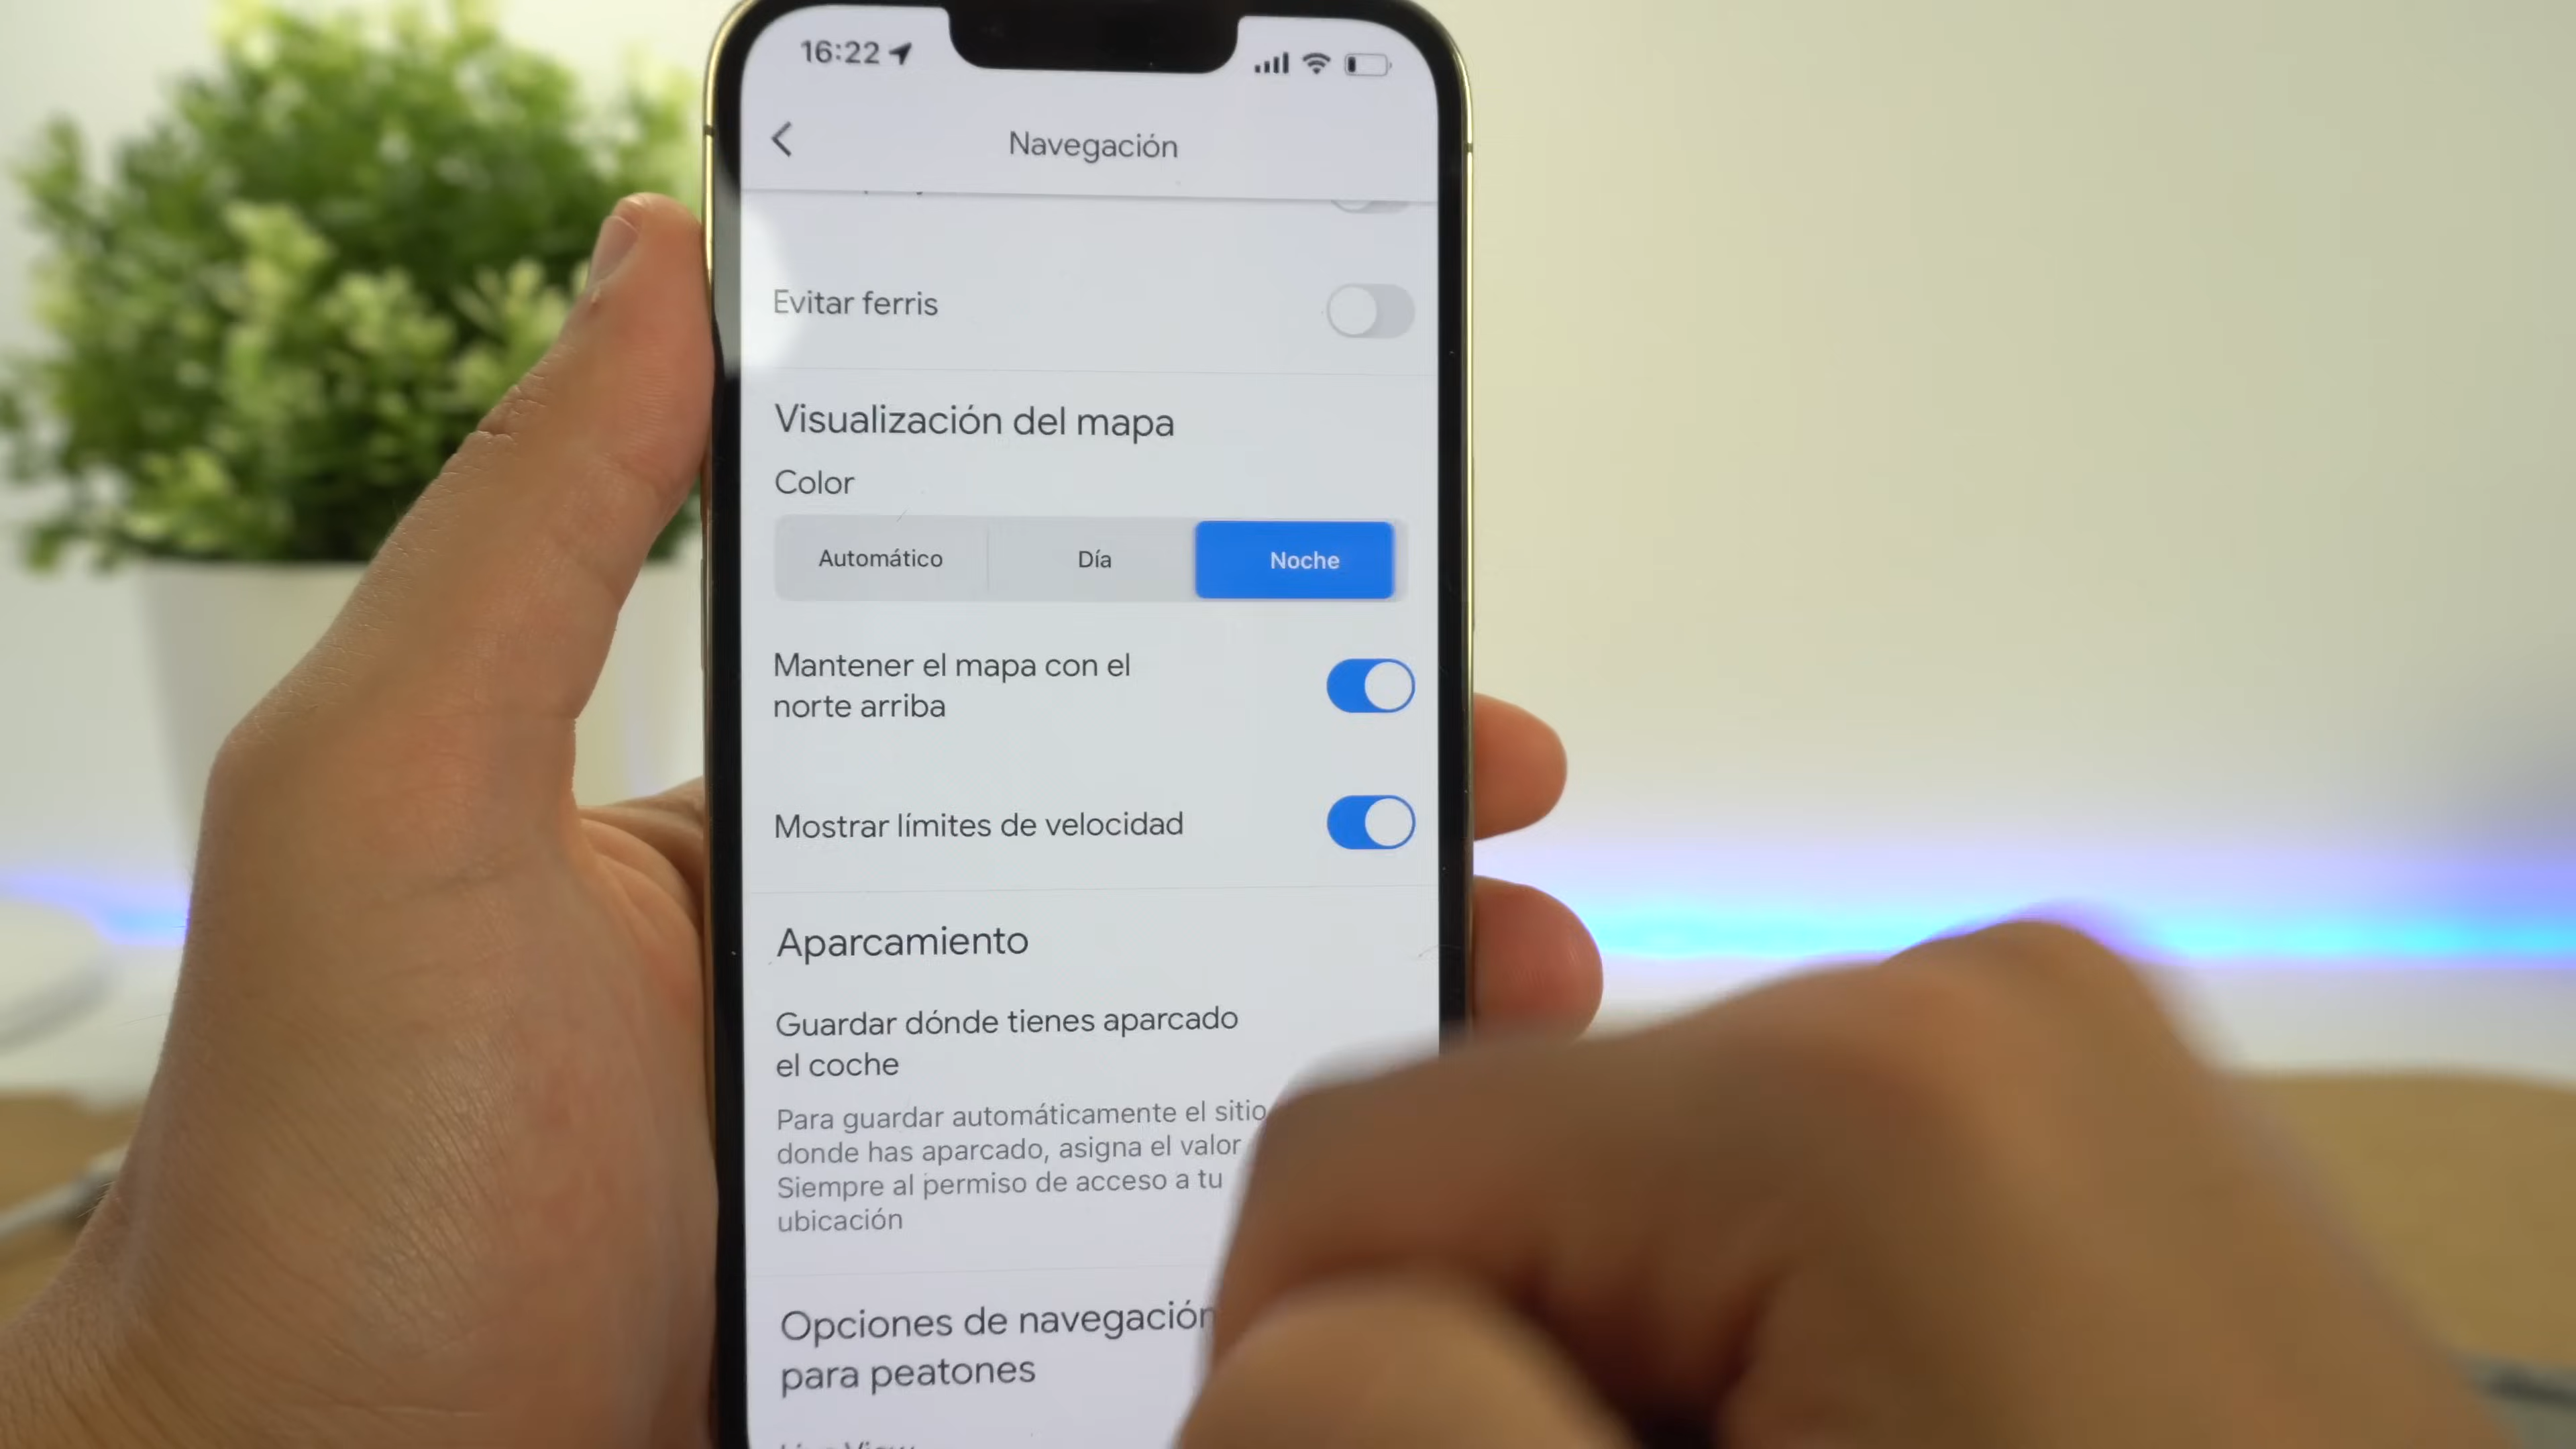 16:22
Navegación
Evitar ferris
Visualización del mapa
Color
Automático
Día
Noche
Mantener el mapa con el
norte arriba
Mostrar límites de velocidad
Aparcamiento
Guardar dónde tienes aparcado
el coche
Para guardar automáticamente el sitio
donde has aparcado, asigna el valor
Siempre al permiso de acceso a tu
ubicación
Opciones de navegación
para peatones